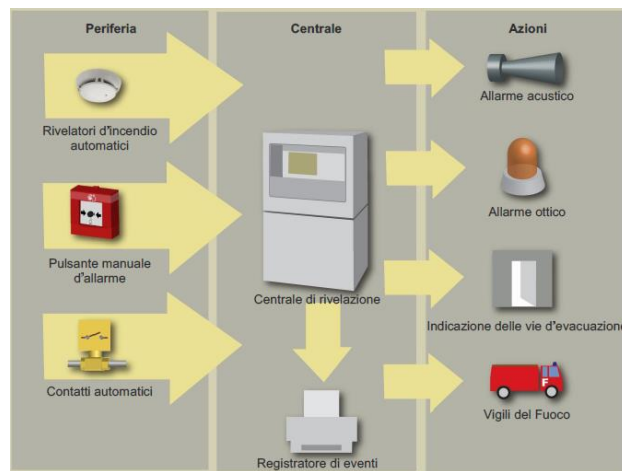 Periferia
Centrale
Azioni
Rivelatori d'incendio
automatici
Pulsante manuale
d'allarme
Contatti automatici
Centrale di rivelazione
Registratore di eventi
Allarme acustico
Allarme ottico
Indicazione delle vie d'evacuazione
F
Vigili del Fuoco